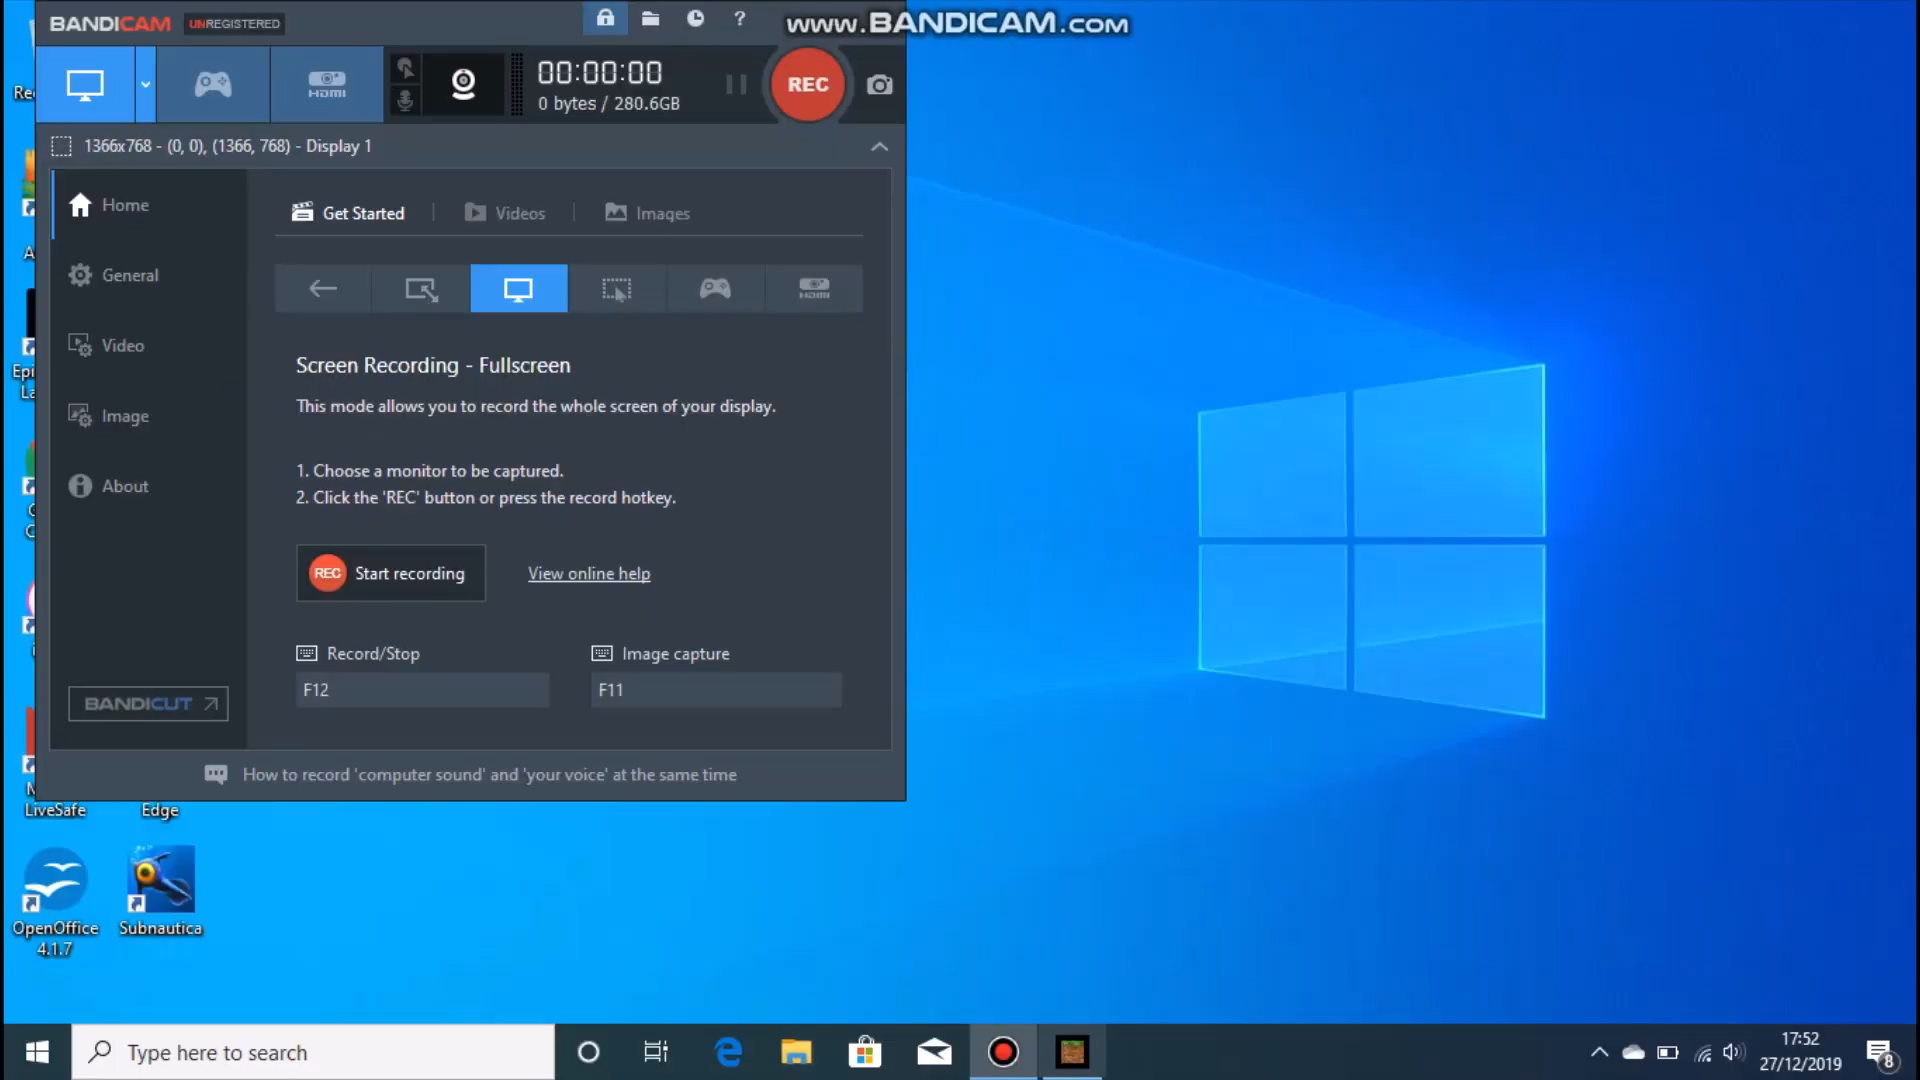 BANDICAM UNREGISTERED
www.BANDICAM.com
HDMI
00:00:00
0 bytes / 280.6GB
REC
1366x768 - (0, 0), (1366, 768) - Display 1
Home
General
Video
Image
About
BANDICUT
Get Started
Videos
Images
HDMI
Screen Recording - Fullscreen
This mode allows you to record the whole screen of your display.
1. Choose a monitor to be captured.
2. Click the 'REC' button or press the record hotkey.
REC Start recording
View online help
Record/Stop
F12
Image capture
F11
How to record 'computer sound' and 'your voice' at the same time
LiveSafe
Edge
OpenOffice
4.1.7
Subnautica
Type here to search
17:52
27/12/2019
8